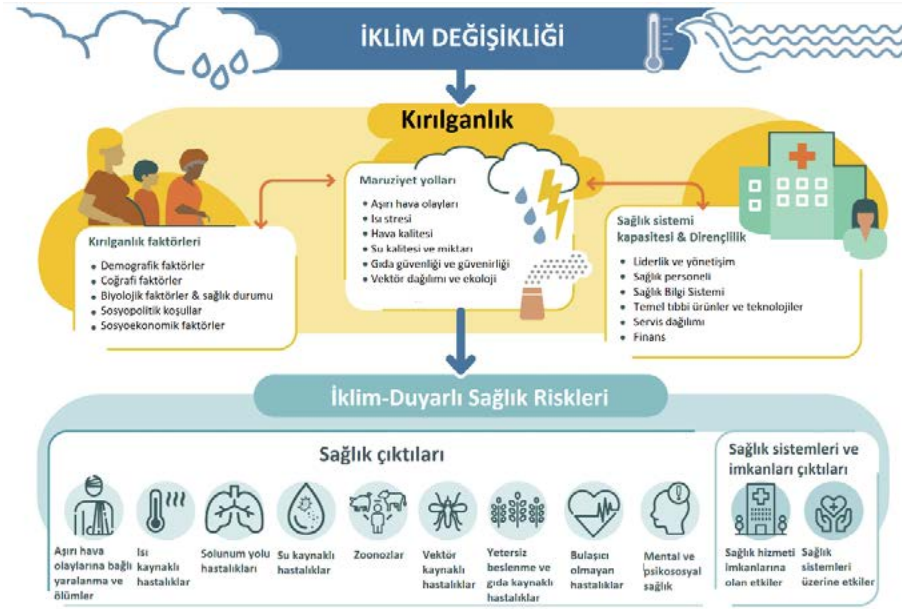 İKLİM DEĞİŞİKLİĞİ
Kırılganlık
Kırılganlık faktörleri
• Demografik faktörler
• Coğrafi faktörler
• Biyolojik faktörler & sağlık durumu
• Sosyopolitik koşullar
• Sosyoekonomik faktörler
Maruziyet yolları
• Aşırı hava olayları
• Isı stresi
• Hava kalitesi
• Su kalitesi ve miktarı
• Gıda güvenliği ve güvenirliği
• Vektör dağılımı ve ekoloji
Sağlık sistemi
kapasitesi & Dirençlilik
• Liderlik ve yönetişim
• Sağlık personeli
• Sağlık Bilgi Sistemi
• Temel tıbbi ürünler ve teknolojiler
• Servis dağılımı
• Finans
İklim-Duyarlı Sağlık Riskleri
Sağlık çıktıları
Aşırı hava
olaylarına bağlı
yaralanma ve
ölümler
Isı
kaynaklı
hastalıklar
Solunum yolu
hastalıkları
Su kaynaklı
hastalıklar
Zoonozlar
Vektör
kaynaklı
hastalıklar
Yetersiz
beslenme ve
gıda kaynaklı
hastalıklar
Bulaşıcı
olmayan
hastalıklar
Mental ve
psikososyal
sağlık
Sağlık sistemleri ve
imkanları çıktıları
Sağlık hizmeti
imkanlarına
olan etkiler
Sağlık
sistemleri
üzerine etkiler